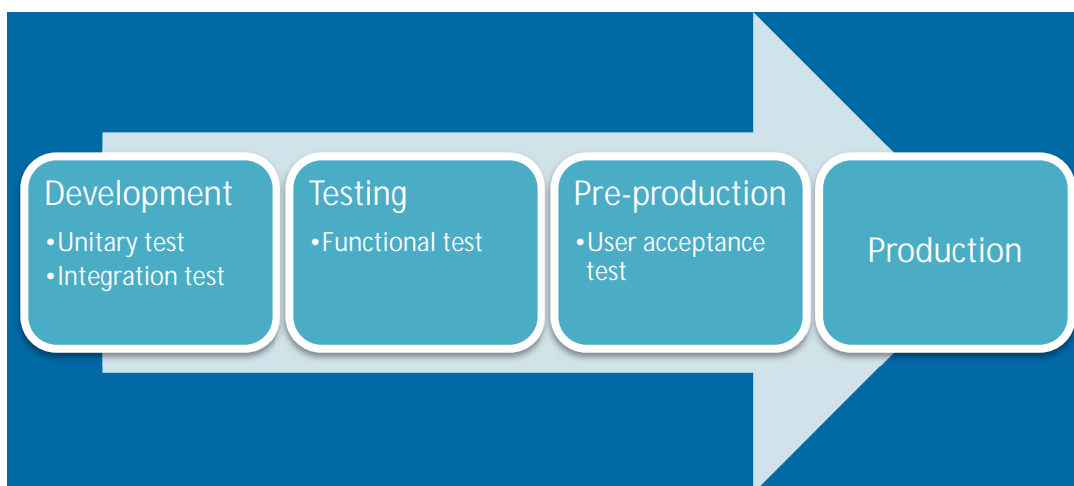 Development
•Unitary test
•Integration test
Testing
•Functional test
Pre-production
•User acceptance
test
Production